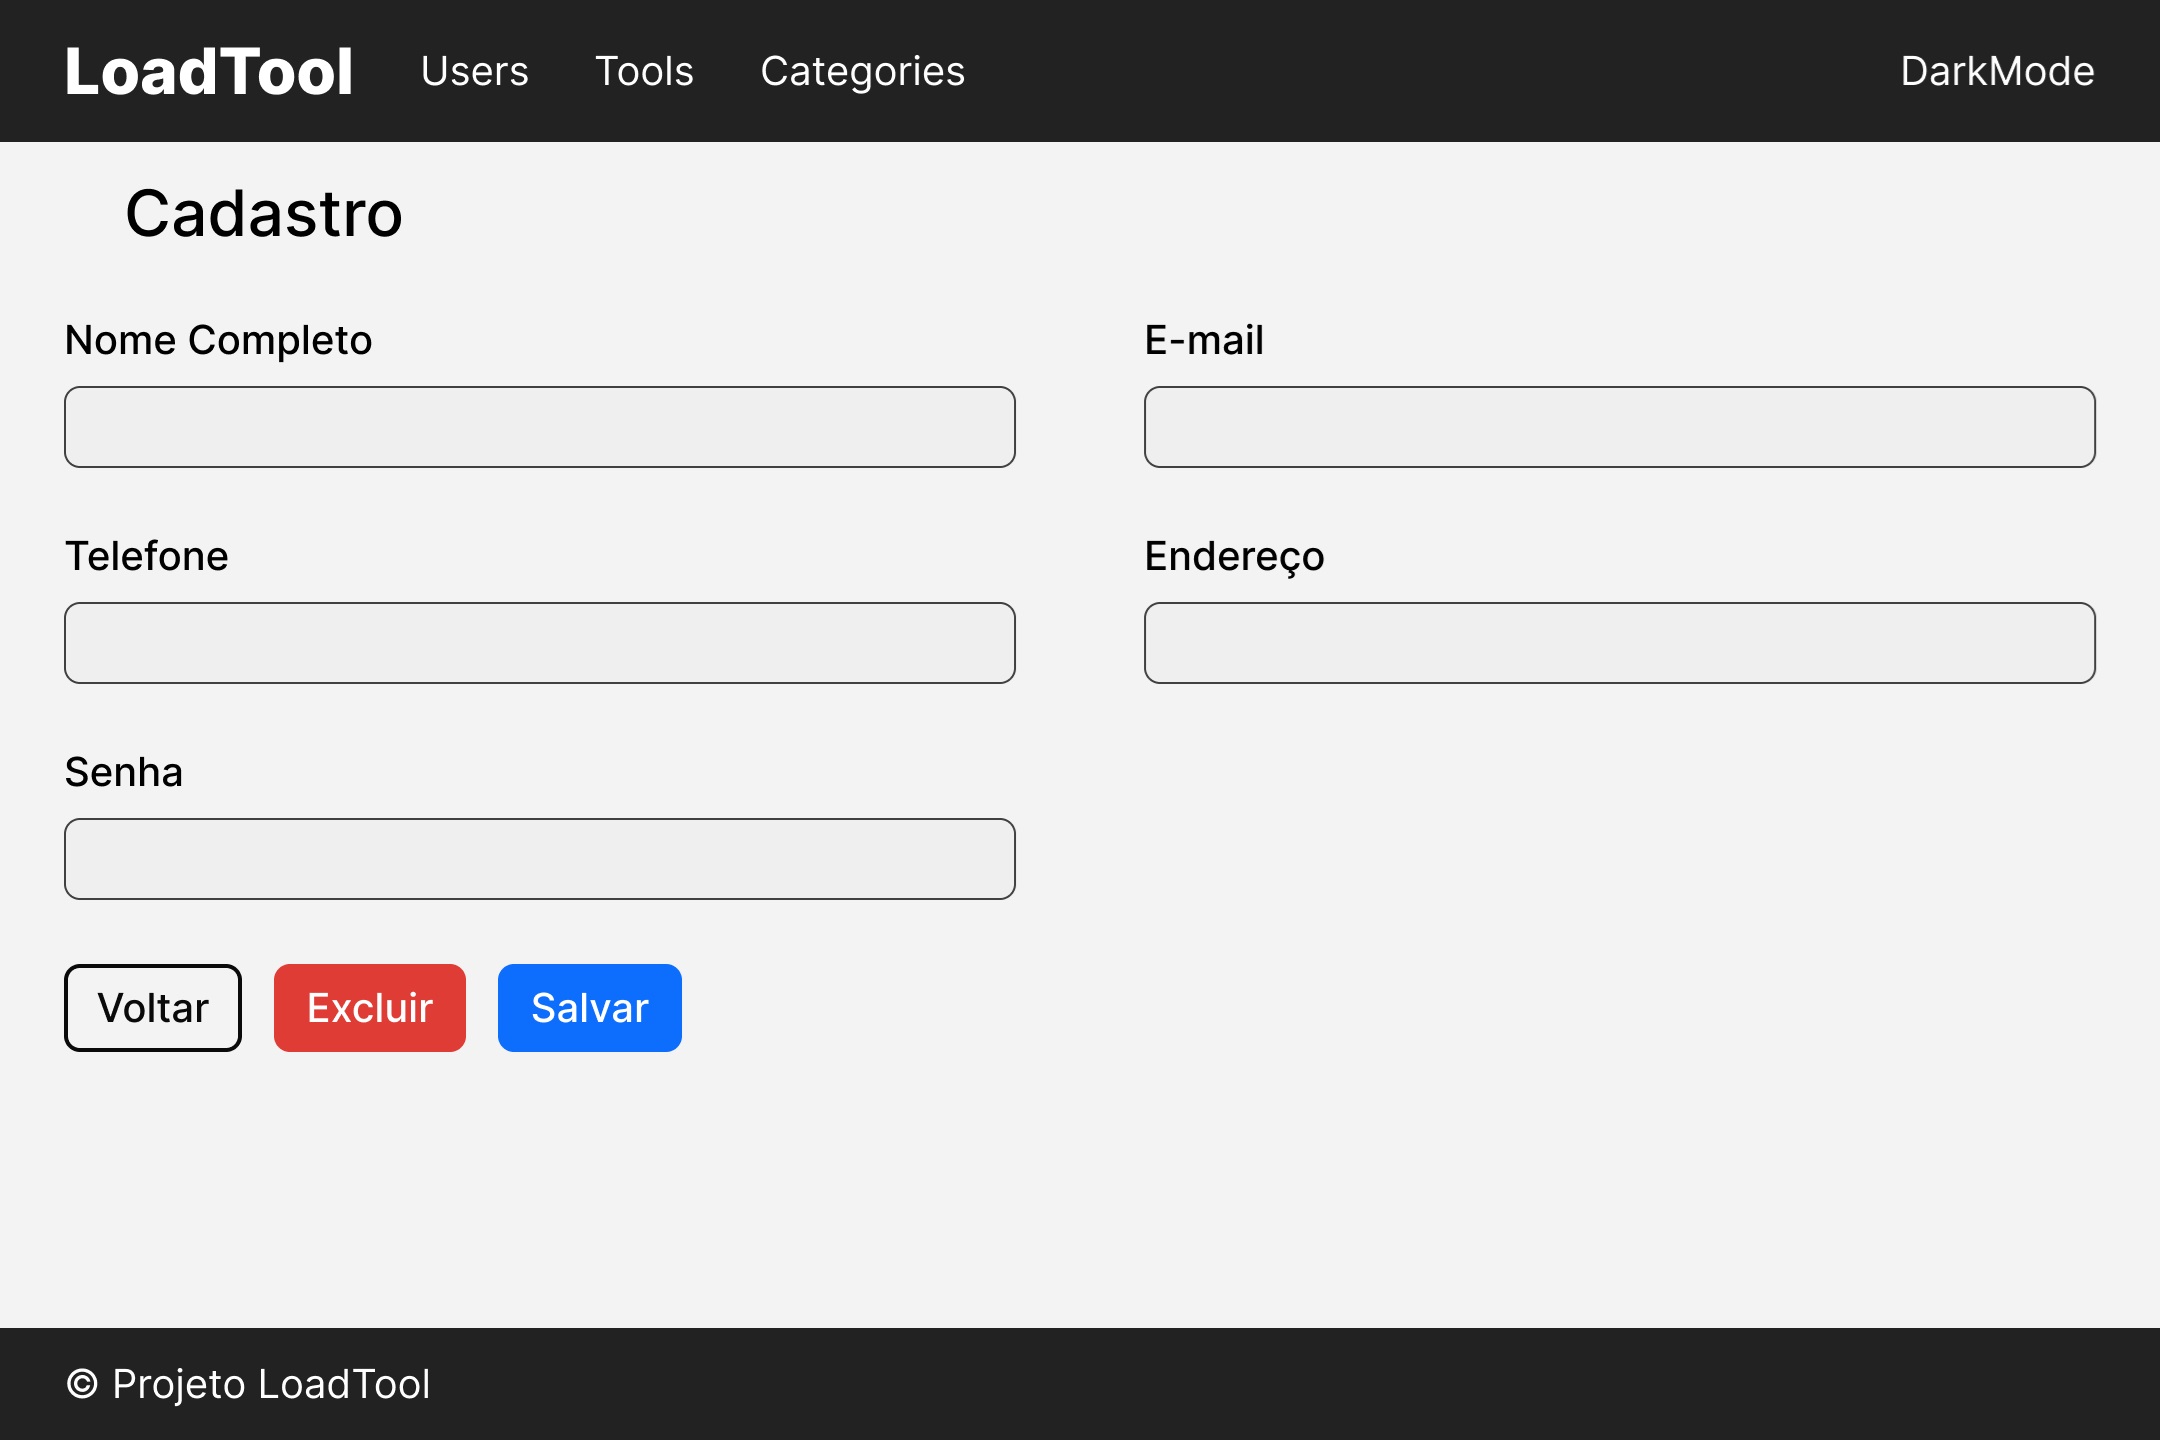 LoadTool Users Tools Categories DarkMode
Cadastro
Nome Completo
E-mail
Telefone
Endereço
Senha
Voltar Excluir Salvar
© Projeto LoadTool